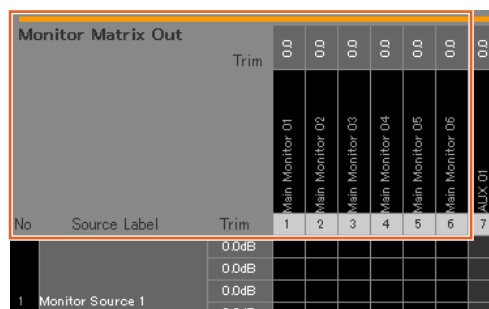 Monitor Matrix Out
Trim
0.0 0.0 0.0 0.0 0.0 0.0 0.0
Main Monitor 01
Main Monitor 02
Main Monitor 03
Main Monitor 04
Main Monitor 05
Main Monitor 06
AUX 01
No Source Label Trim 1 2 3 4 5 6 7
0.0dB
0.0dB
1 Monitor Source 1 0.0dB